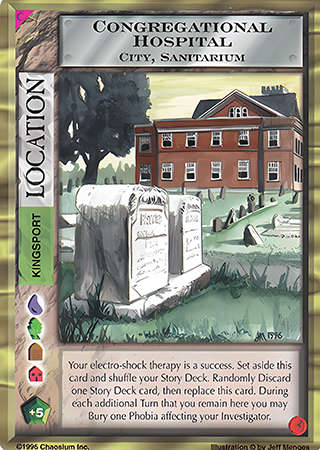 CONGREGATIONAL
HOSPITAL
CITY, SANITARIUM
LOCATION
KINGSPORT
JM 1996
Your electro-shock therapy is a success. Set aside this
card and shuffle your Story Deck. Randomly Discard
one Story Deck card, then replace this card. During
each additional Turn that you remain here you may
Bury one Phobia affecting your Investigator.
+5
©1996 Chaosium Inc.
Illustration © by Jeff Menges